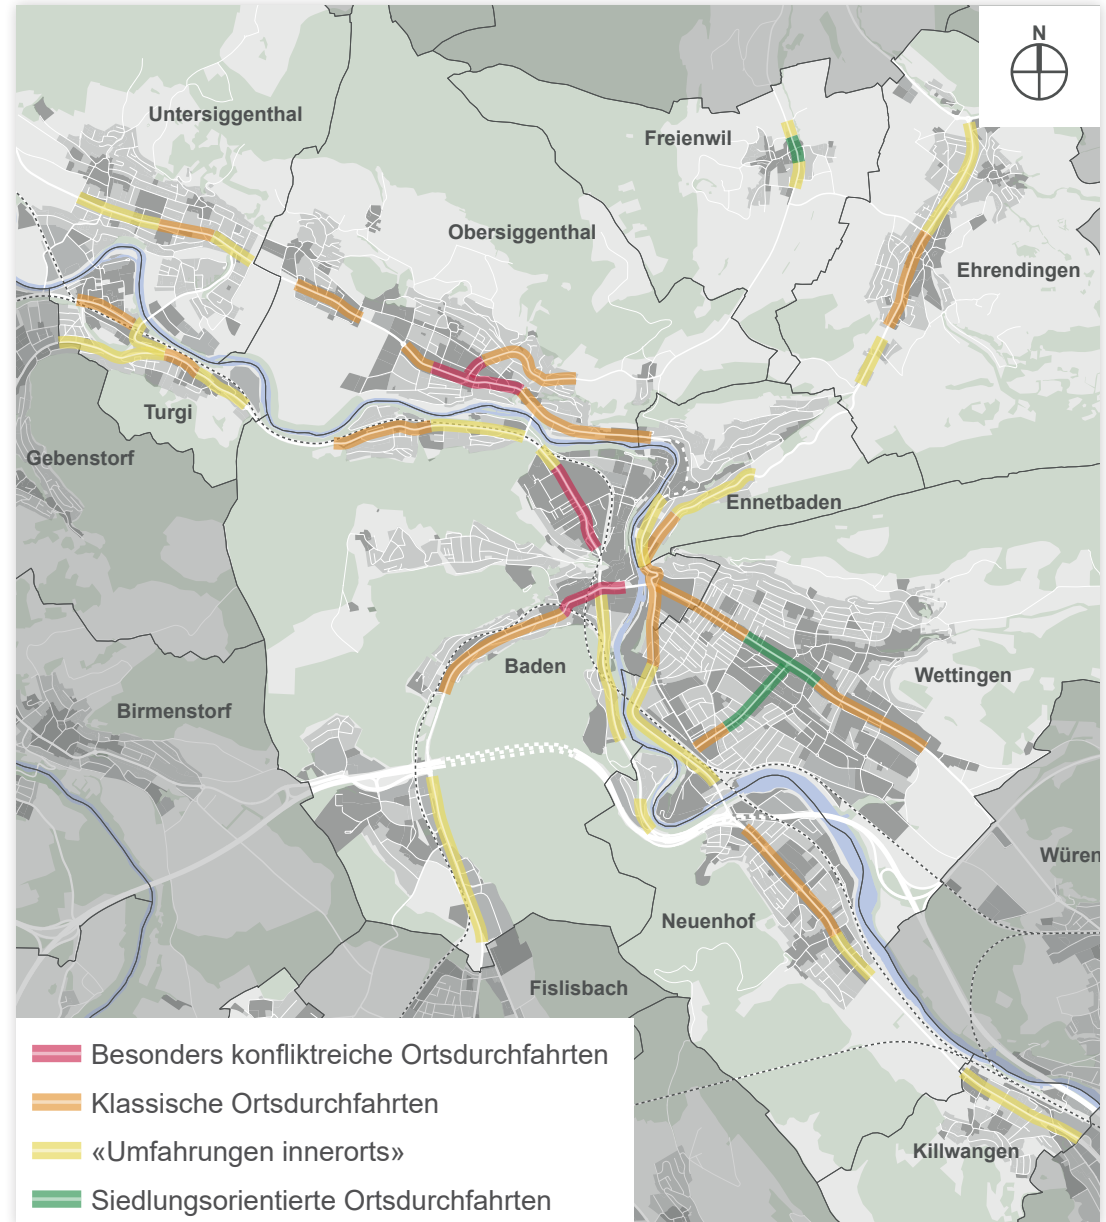 N
Untersiggenthal
Freienwil
Obersiggenthal
Ehrendingen
Turgi
Gebenstorf
Ennetbaden
Baden
Wettingen
Birmenstorf
Würen
Neuenhof
Fislisbach
Killwangen
Besonders konfliktreiche Ortsdurchfahrten
Klassische Ortsdurchfahrten
«Umfahrungen innerorts»
Siedlungsorientierte Ortsdurchfahrten